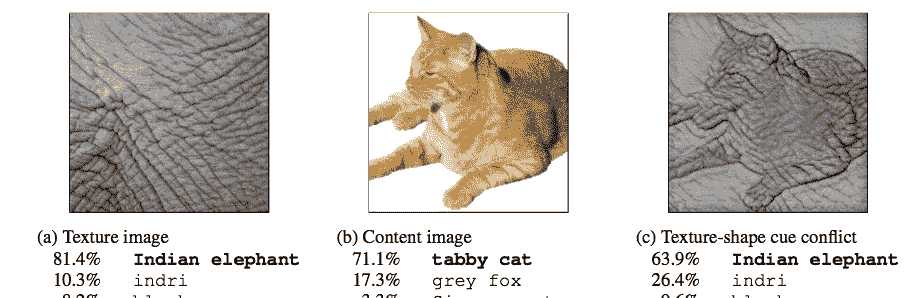 (a) Texture image
81.4% Indian elephant
10.3% indri
(b) Content image
71.1% tabby cat
17.3% grey fox
(c) Texture-shape cue conflict
63.9% Indian elephant
26.4% indri